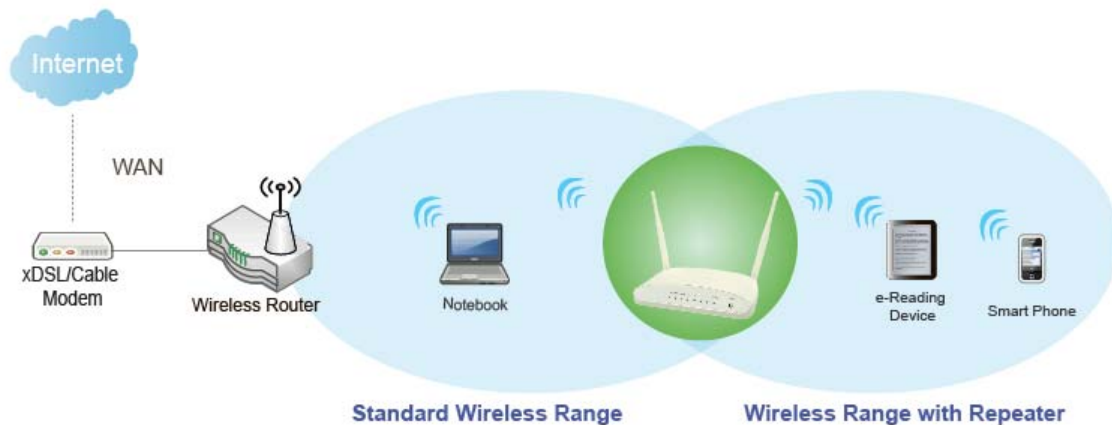 Internet
WAN
xDSL/Cable
Modem
Wireless Router
Notebook
e-Reading
Device
Smart Phone
Standard Wireless Range
Wireless Range with Repeater